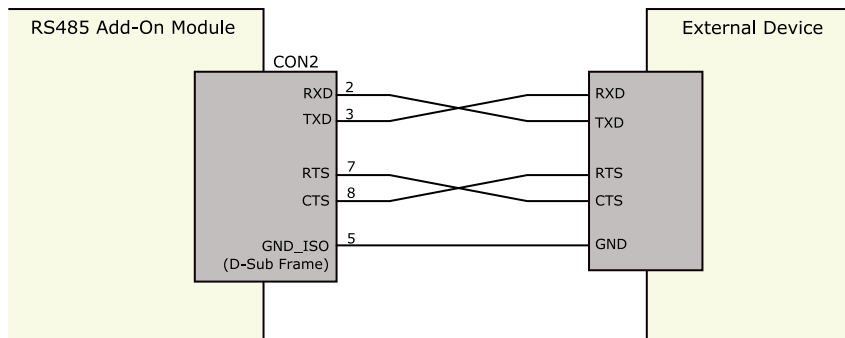 RS485 Add-On Module
External Device
CON2
RXD 2 RXD
TXD 3 TXD
RTS 7 RTS
CTS 8 CTS
GND_ISO 5 GND
(D-Sub Frame)